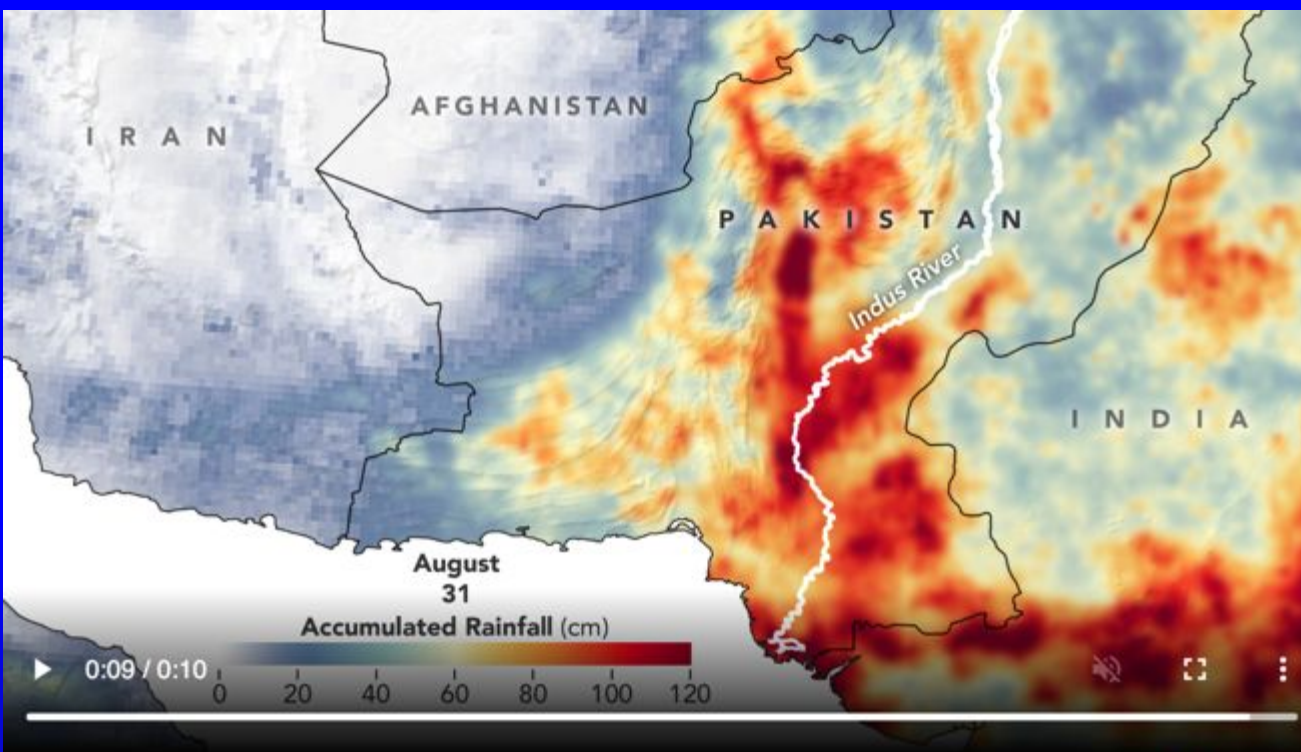 AFGHANISTAN
IRAN
PAKISTAN
Indus River
INDIA
August
31
Accumulated Rainfall (cm)
0:09 / 0:10
0 20 40 60 80 100 120